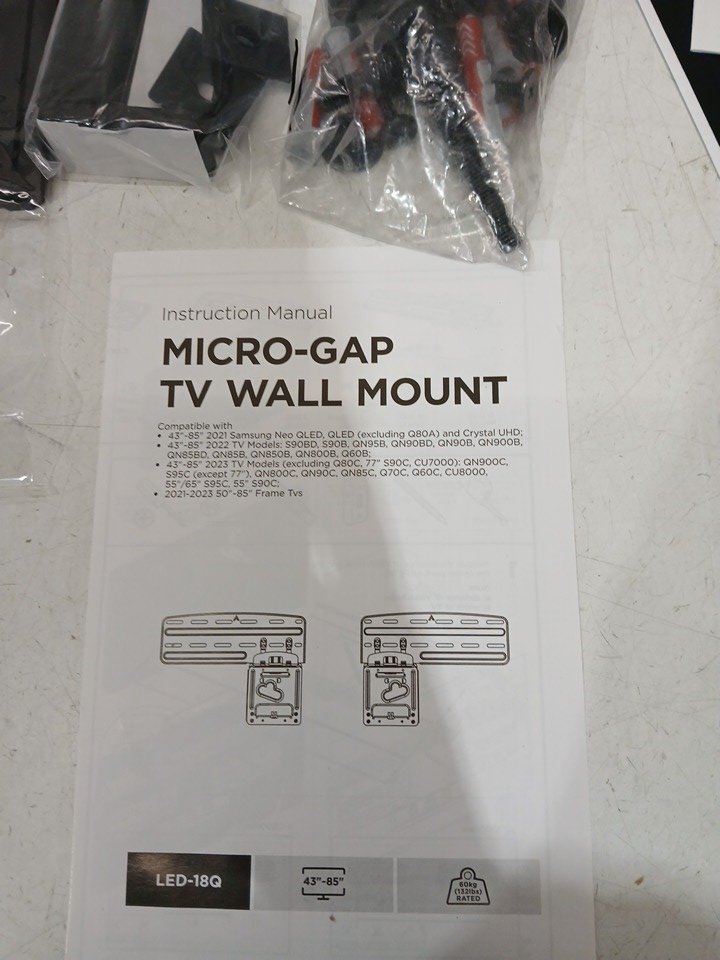 Instruction Manual
MICRO-GAP
TV WALL MOUNT
Compatible with
• 43"-85" 2021 Samsung Neo QLED, QLED (excluding Q80A) and Crystal UHD;
• 43"-85" 2022 TV Models: S90BD, S90B, QN95B, QN90BD, QN90B, QN900B,
QN85BD, QN85B, QN850B, QN800B, Q60B;
• 43"-85" 2023 TV Models (excluding Q80C, 77" S90C, CU7000): QN900C,
S95C (except 77"), QN800C, QN90C, QN85C, Q70C, Q60C, CU8000,
55"/65" S95C, 55" S90C;
• 2021-2023 50"-85" Frame Tvs
LED-18Q
43"-85"
60kg
(132lbs)
RATED